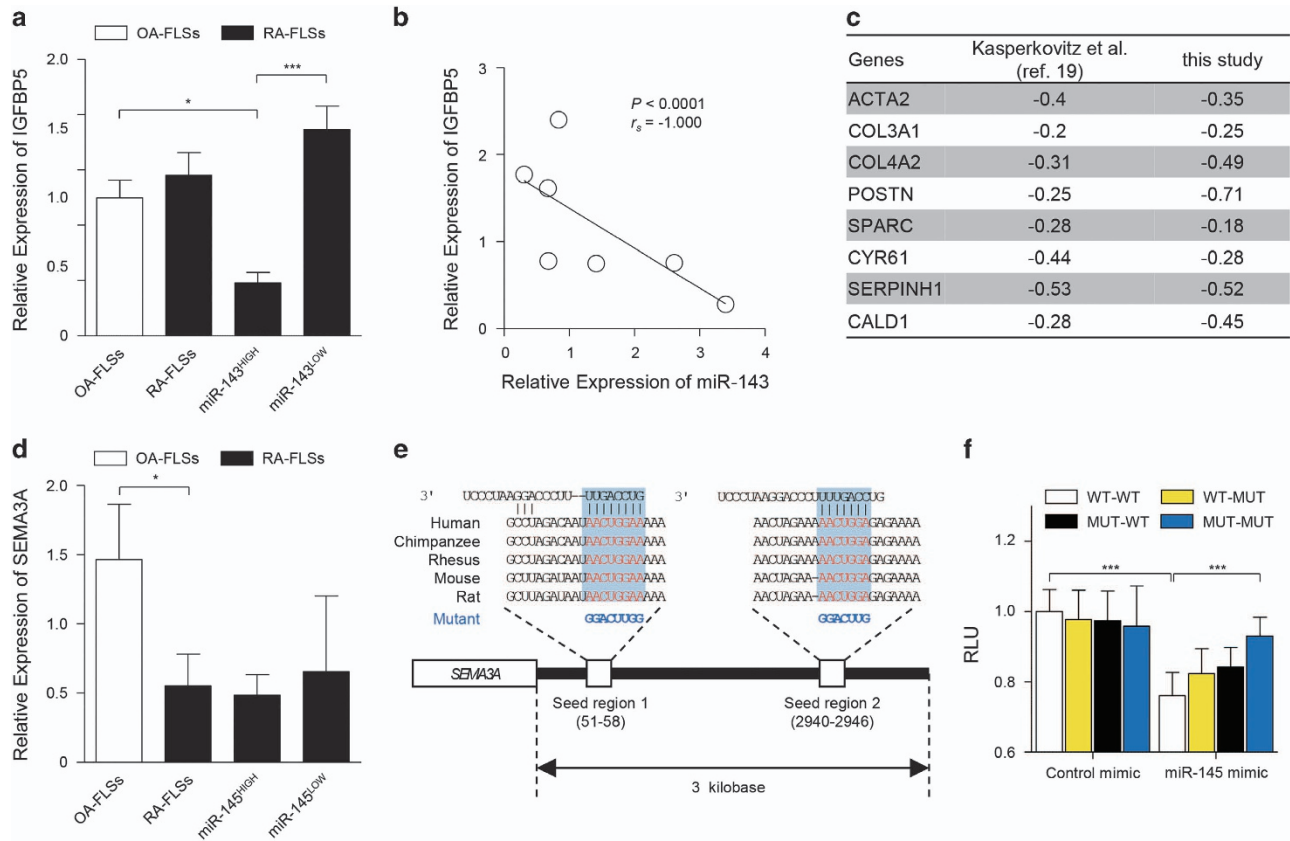 a
OA-FLSs RA-FLSs
Relative Expression of IGFBP5
2.0
1.5
1.0
0.5
0
*
***
OA-FLSs
RA-FLSs
miR-143HIGH
miR-143LOW
b
Relative Expression of IGFBP5
3
2
1
0
P < 0.0001
rs = -1.000
0 1 2 3 4
Relative Expression of miR-143
c
Genes Kasperkovitz et al. (ref. 19) this study
ACTA2 -0.4 -0.35
COL3A1 -0.2 -0.25
COL4A2 -0.31 -0.49
POSTN -0.25 -0.71
SPARC -0.28 -0.18
CYR61 -0.44 -0.28
SERPINH1 -0.53 -0.52
CALD1 -0.28 -0.45
d
OA-FLSs RA-FLSs
Relative Expression of SEMA3A
2.0
1.5
1.0
0.5
0
*
OA-FLSs
RA-FLSs
miR-145HIGH
miR-145LOW
e
3' UCCCUAAGGACCCUU--UUGACCUG 3' UCCCUAAGGACCCUUUUGACCUG
Human GCCUAGACAAUAACUGGAAAAA AACUAGAAAAACUGGAGAGAAAA
Chimpanzee GCCUAGACAAUAACUGGAAAAA AACUAGAAAAACUGGAGAGAAAA
Rhesus GCCUAGACAAUAACUGGAAAAA AACUAGAAAAACUGGAGAGAAAA
Mouse GCUUAGAUAAUAACUGGAAAAA AACUAGAA-AACUGGAGAGAAAA
Rat GCUUAGAUAAUAACUGGAAAAA AACUAGAA-AACUGGAGAGAAAA
Mutant GGACUUGG GGACUUG
SEMA3A
Seed region 1 Seed region 2
(51-58) (2940-2946)
3 kilobase
f
WT-WT WT-MUT
MUT-WT MUT-MUT
RLU
1.2
1.0
0.8
0.6
***
***
Control mimic miR-145 mimic